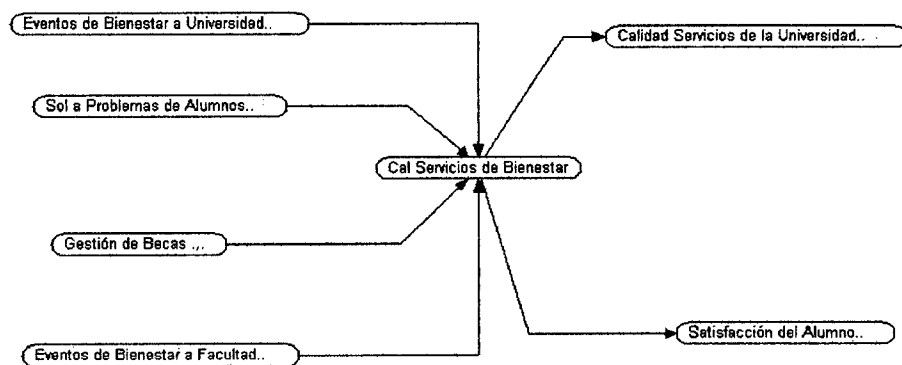 Eventos de Bienestar a Universidad..
Calidad Servicios de la Universidad..
Sol a Problemas de Alumnos..
Cal Servicios de Bienestar
Gestión de Becas .,.
Satisfacción del Alumno..
Eventos de Bienestar a Facultad..